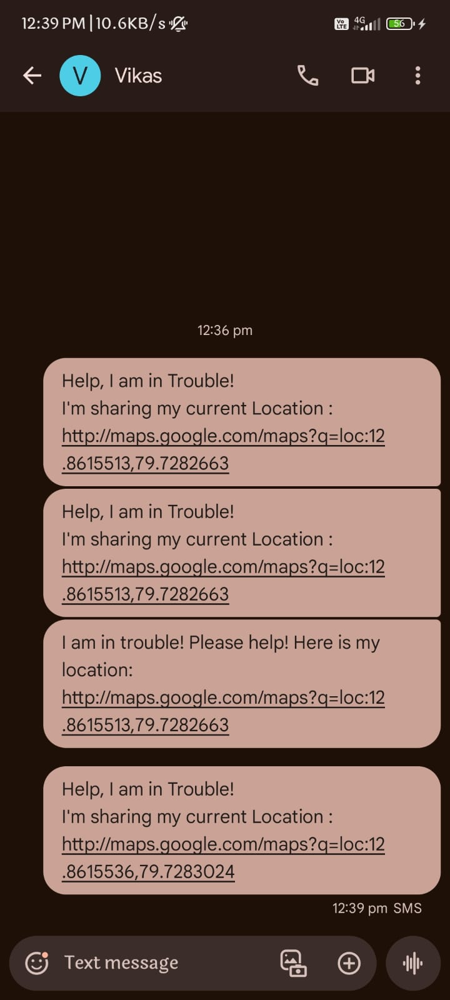 12:39 PM|10.6KB/s
Vo
LTE
4G
56
V
Vikas
12:36 pm
Help, I am in Trouble!
I'm sharing my current Location :
http://maps.google.com/maps?q=loc:12
.8615513,79.7282663
Help, I am in Trouble!
I'm sharing my current Location :
http://maps.google.com/maps?q=loc:12
.8615513,79.7282663
I am in trouble! Please help! Here is my
location:
http://maps.google.com/maps?q=loc:12
.8615513,79.7282663
Help, I am in Trouble!
I'm sharing my current Location :
http://maps.google.com/maps?q=loc:12
.8615536,79.7283024
12:39 pm SMS
Text message